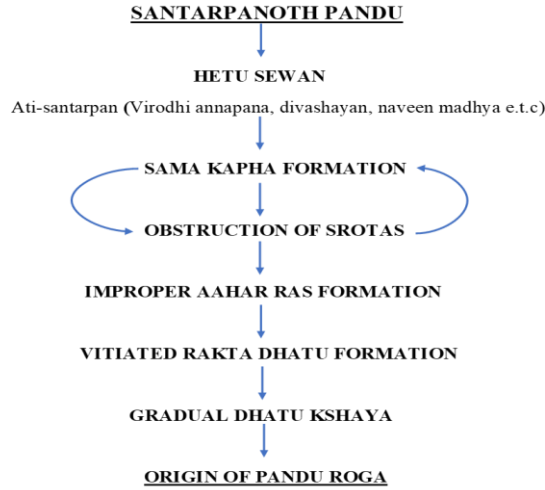 SANTARPANOTH PANDU
HETU SEWAN
Ati-santarpan (Virodhi annapana, divashayan, naveen madhya e.t.c)
SAMA KAPHA FORMATION
OBSTRUCTION OF SROTAS
IMPROPER AAHAR RAS FORMATION
VITIATED RAKTA DHATU FORMATION
GRADUAL DHATU KSHAYA
ORIGIN OF PANDU ROGA